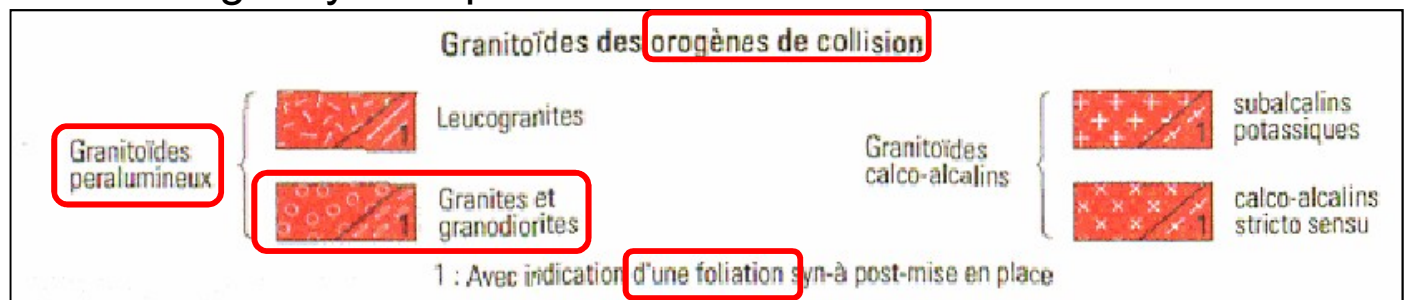 Granitoïdes des orogènes de collision
Granitoïdes
peralumineux
1
Leucogranites
1
Granites et
granodiorites
Granitoïdes
calco-alcalins
1
subalcalins
potassiques
1
calco-alcalins
stricto sensu
1 : Avec indication d'une foliation syn-à post-mise en place